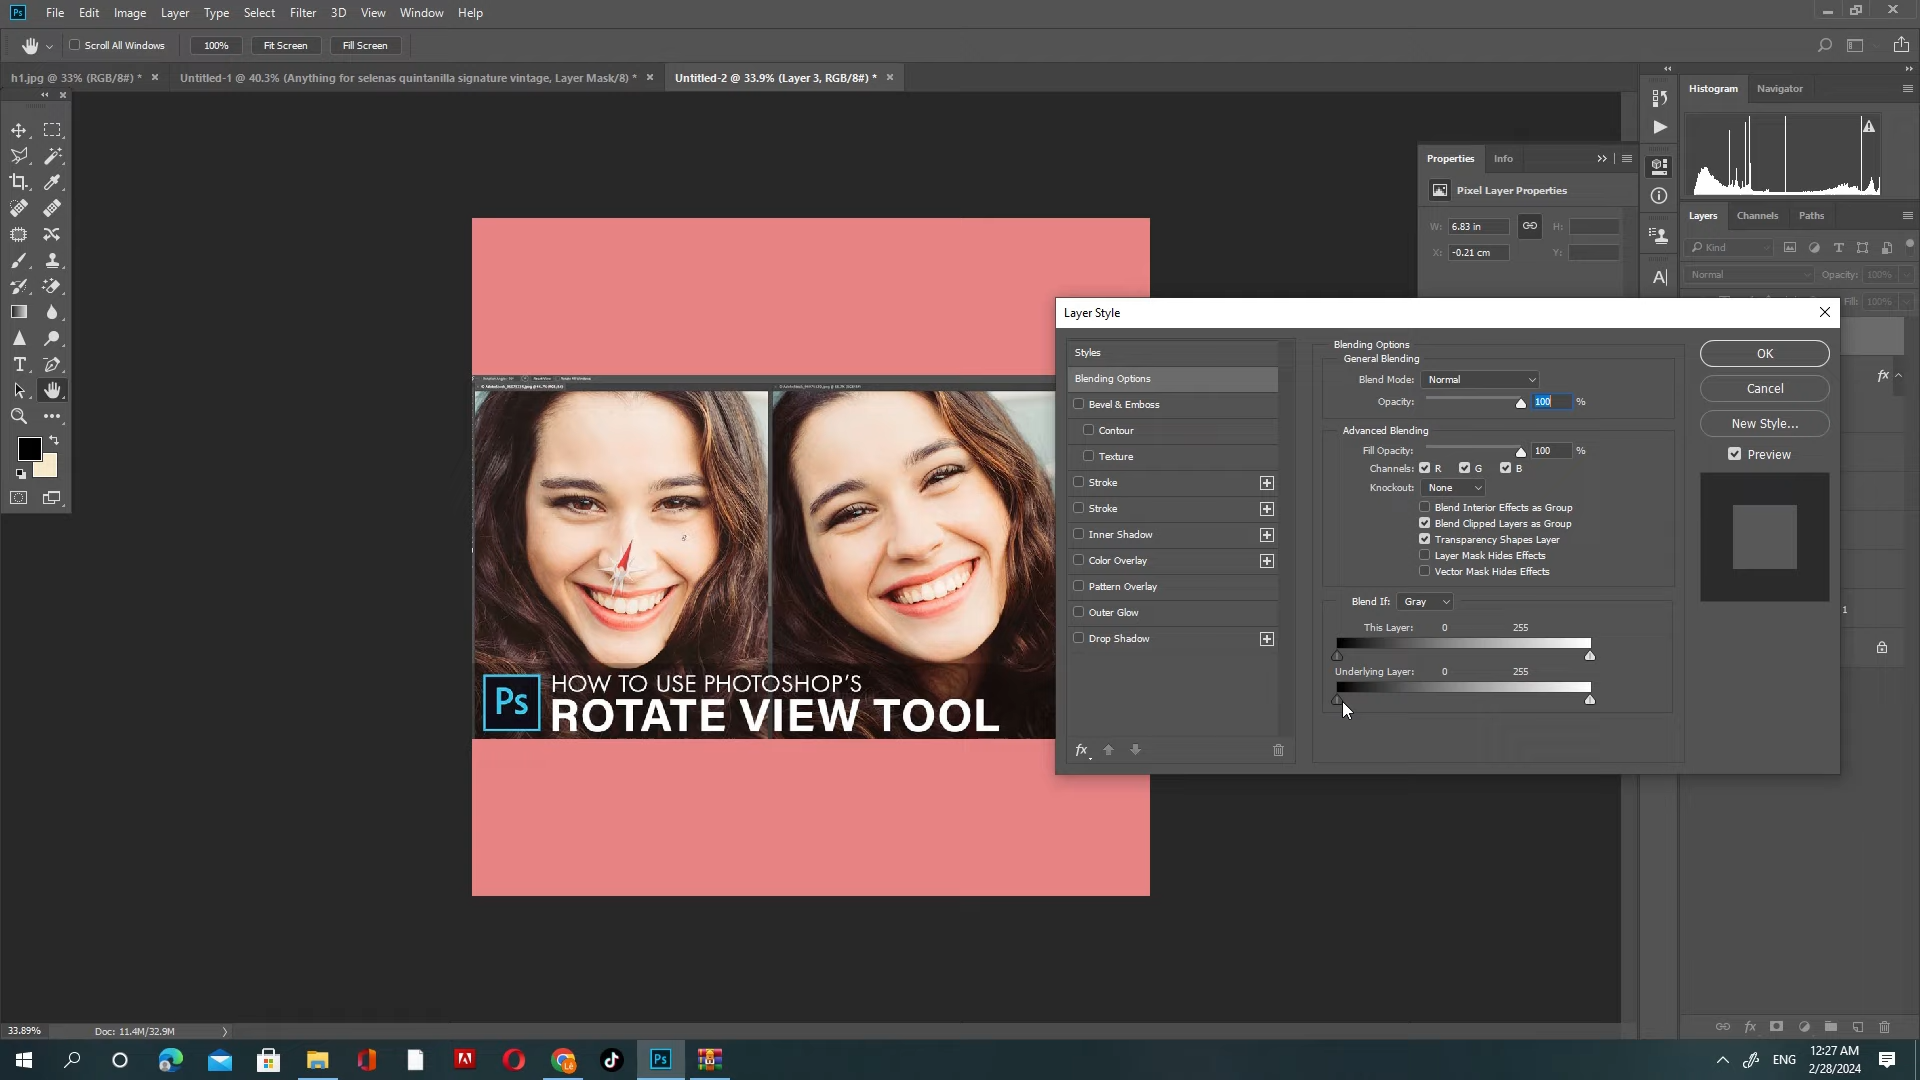 Ps File Edit Image Layer Type Select Filter 3D View Window Help
Scroll All Windows 100% Fit Screen Fill Screen
h1.jpg @ 33% (RGB/8#) * × Untitled-1 @ 40.3% (Anything for selenas quintanilla signature vintage, Layer Mask/8) * × Untitled-2 @ 33.9% (Layer 3, RGB/8#) * ×
Histogram Navigator
Properties Info
Pixel Layer Properties
W: 6.83 in H:
X: -0.21 cm Y:
Layers Channels Paths
Kind
Normal Opacity: 100%
Fill: 100%
fx
1
Layer Style
Styles
Blending Options
Bevel & Emboss
Contour
Texture
Stroke
Stroke
Inner Shadow
Color Overlay
Pattern Overlay
Outer Glow
Drop Shadow
fx
Blending Options
General Blending
Blend Mode: Normal
Opacity: 100 %
Advanced Blending
Fill Opacity: 100 %
Channels: R G B
Knockout: None
Blend Interior Effects as Group
Blend Clipped Layers as Group
Transparency Shapes Layer
Layer Mask Hides Effects
Vector Mask Hides Effects
Blend If: Gray
This Layer: 0 255
Underlying Layer: 0 255
OK
Cancel
New Style...
Preview
Ps HOW TO USE PHOTOSHOP'S
ROTATE VIEW TOOL
33.89% Doc: 11.4M/32.9M
fx
ENG
12:27 AM
2/28/2024